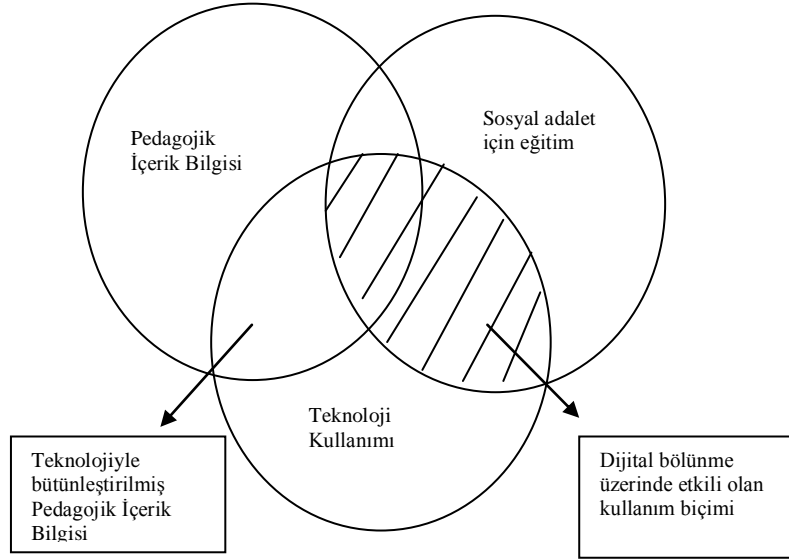 Pedagojik
İçerik Bilgisi
Sosyal adalet
için eğitim
Teknoloji
Kullanımı
Teknolojiyle
bütünleştirilmiş
Pedagojik İçerik
Bilgisi
Dijital bölünme
üzerinde etkili olan
kullanım biçimi